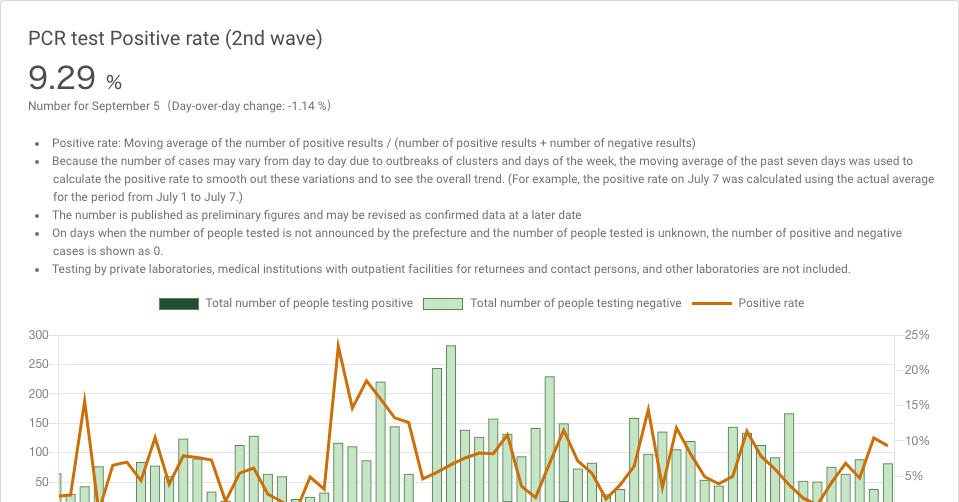 PCR test Positive rate (2nd wave)
9.29 %
Number for September 5 (Day-over-day change: -1.14 %)
• Positive rate: Moving average of the number of positive results / (number of positive results + number of negative results)
• Because the number of cases may vary from day to day due to outbreaks of clusters and days of the week, the moving average of the past seven days was used to
calculate the positive rate to smooth out these variations and to see the overall trend. (For example, the positive rate on July 7 was calculated using the actual average
for the period from July 1 to July 7.)
• The number is published as preliminary figures and may be revised as confirmed data at a later date
• On days when the number of people tested is not announced by the prefecture and the number of people tested is unknown, the number of positive and negative
cases is shown as 0.
• Testing by private laboratories, medical institutions with outpatient facilities for returnees and contact persons, and other laboratories are not included.
Total number of people testing positive Total number of people testing negative Positive rate
300 25%
250
20%
200
15%
150
10%
100
5%
50